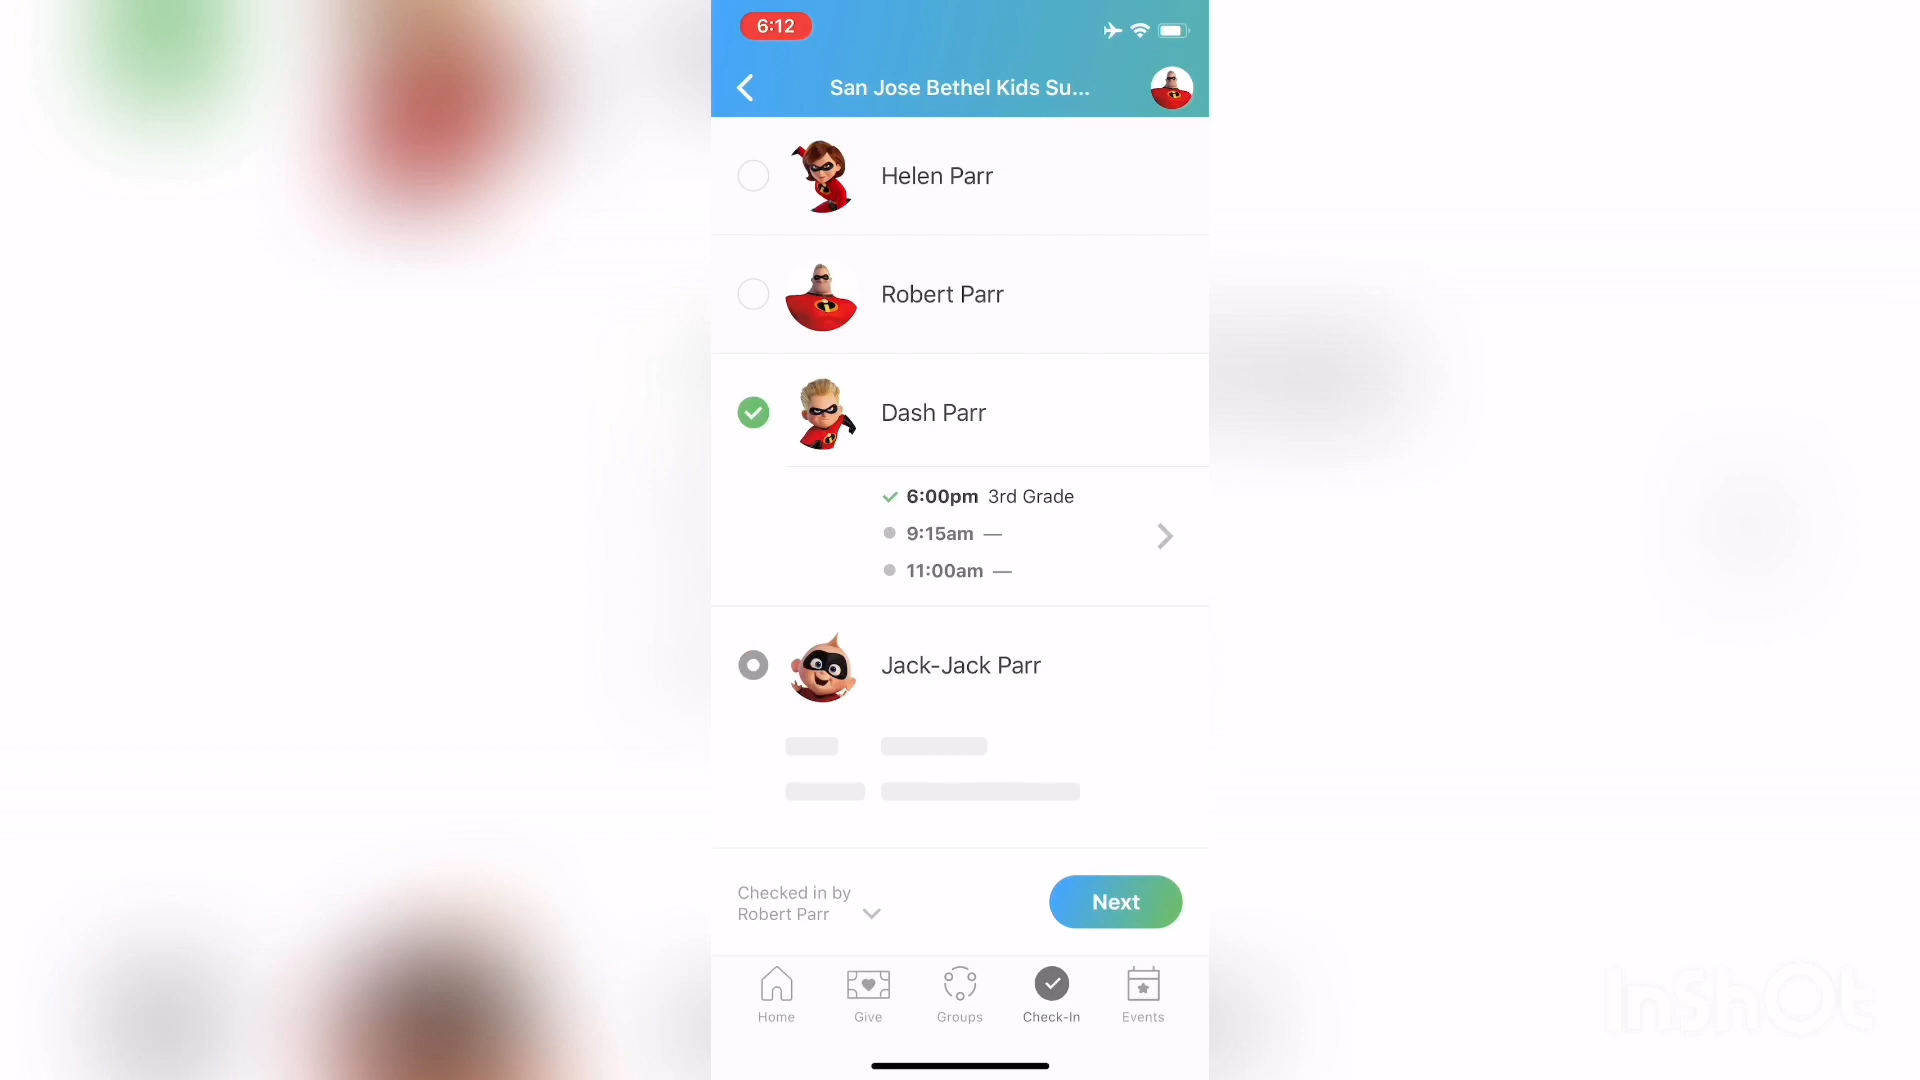 6:12
San Jose Bethel Kids Su...
Helen Parr
Robert Parr
Dash Parr
6:00pm 3rd Grade
9:15am —
11:00am —
Jack-Jack Parr
Checked in by
Robert Parr
Next
Home Give Groups Check-In Events
InShOt